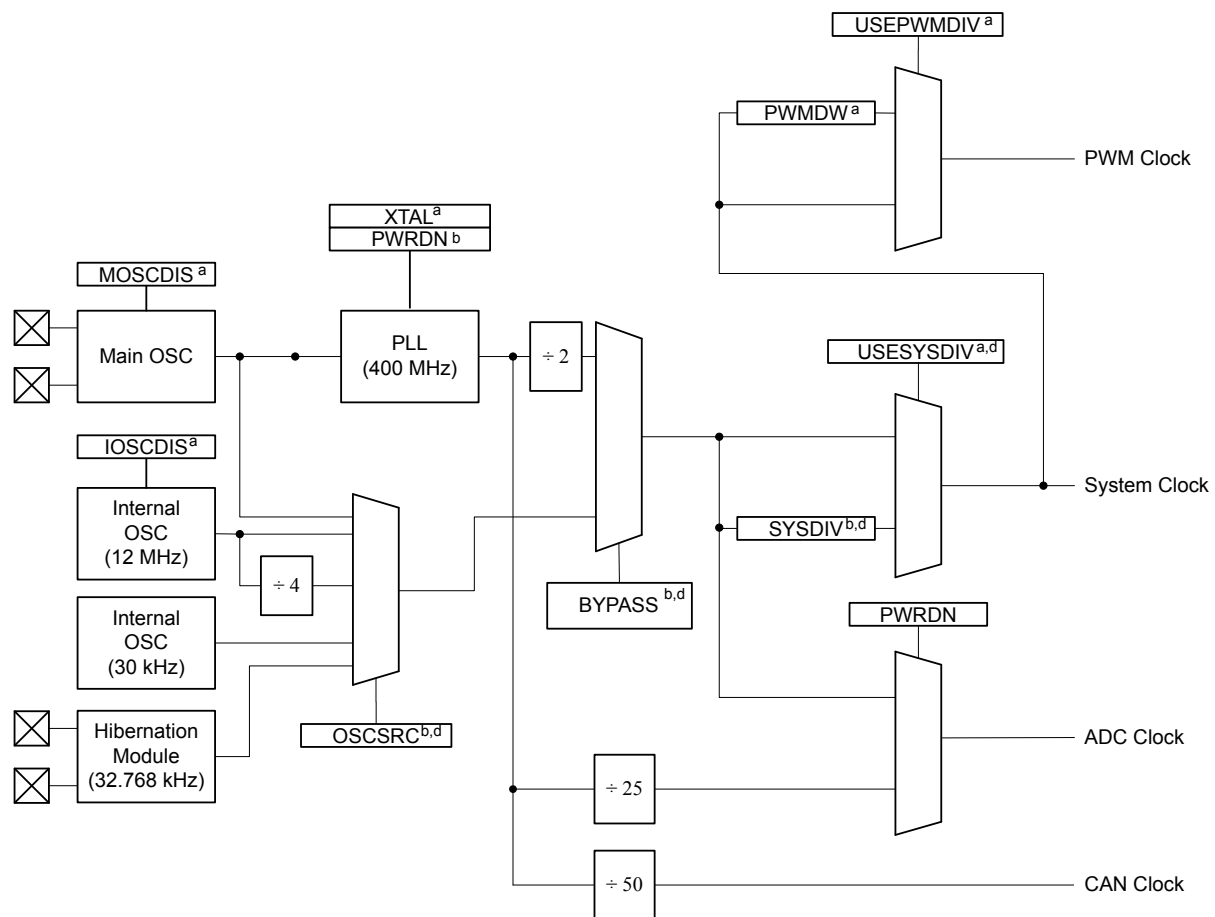 USEPWMDIV a
PWMDW a
PWM Clock
XTAL a
PWRDN b
MOSCDIS a
Main OSC
PLL
(400 MHz)
÷ 2
USESYSDIV a,d
IOSCDIS a
Internal
OSC
(12 MHz)
÷ 4
System Clock
SYSDIV b,d
BYPASS b,d
Internal
OSC
(30 kHz)
PWRDN
Hibernation
Module
(32.768 kHz)
OSCSRC b,d
ADC Clock
÷ 25
÷ 50
CAN Clock